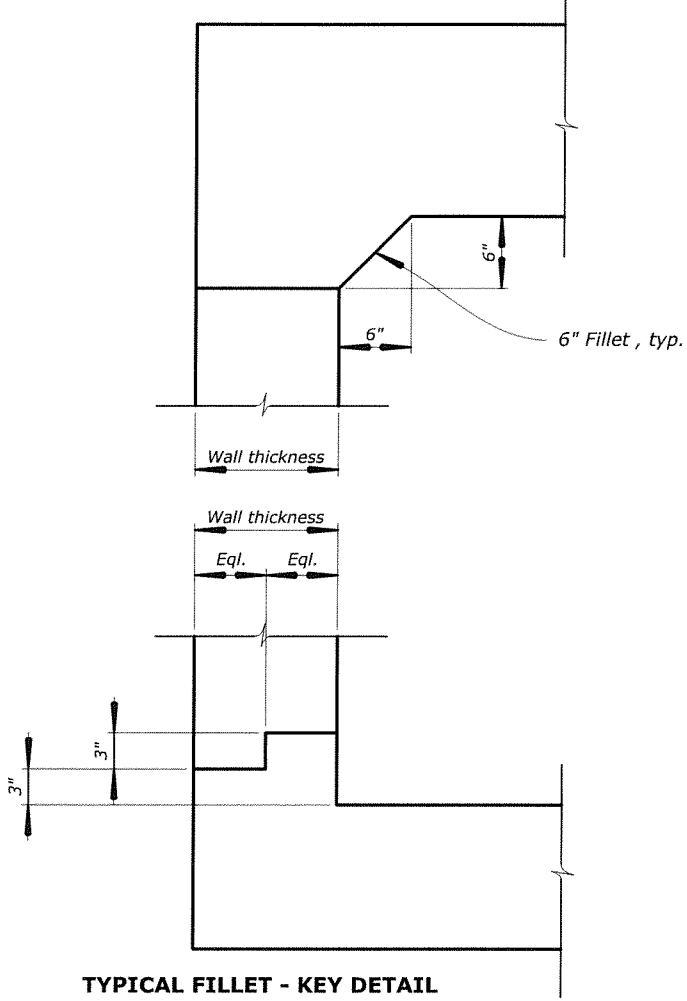 6"
6"
6" Fillet , typ.
Wall thickness
Wall thickness
Eql. Eql.
3"
3"
TYPICAL FILLET - KEY DETAIL